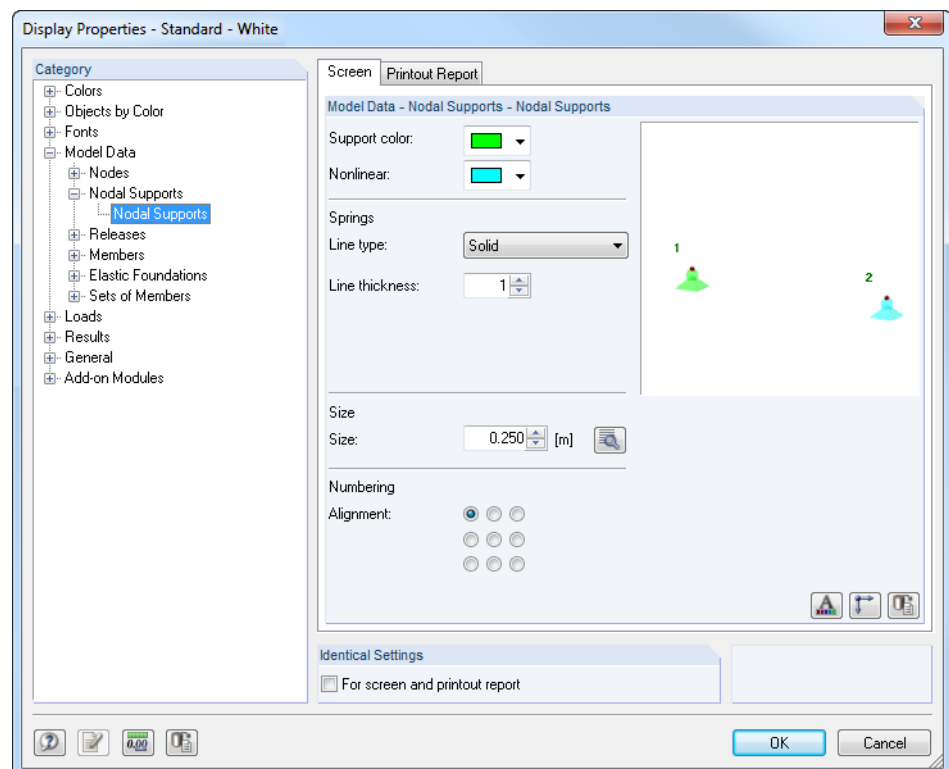 Display Properties - Standard - White
Category
Colors
Objects by Color
Fonts
Model Data
Nodes
Nodal Supports
Nodal Supports
Releases
Members
Elastic Foundations
Sets of Members
Loads
Results
General
Add-on Modules
Screen
Printout Report
Model Data - Nodal Supports - Nodal Supports
Support color:
Nonlinear:
Springs
Line type: Solid
Line thickness: 1
1
2
Size
Size: 0.250 [m]
Numbering
Alignment:
Identical Settings
For screen and printout report
0.00
OK
Cancel